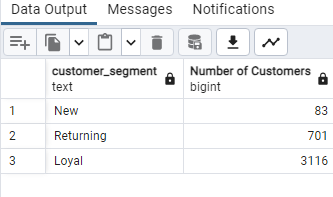 Data Output Messages Notifications
customer_segment Number of Customers
text bigint
1 New 83
2 Returning 701
3 Loyal 3116